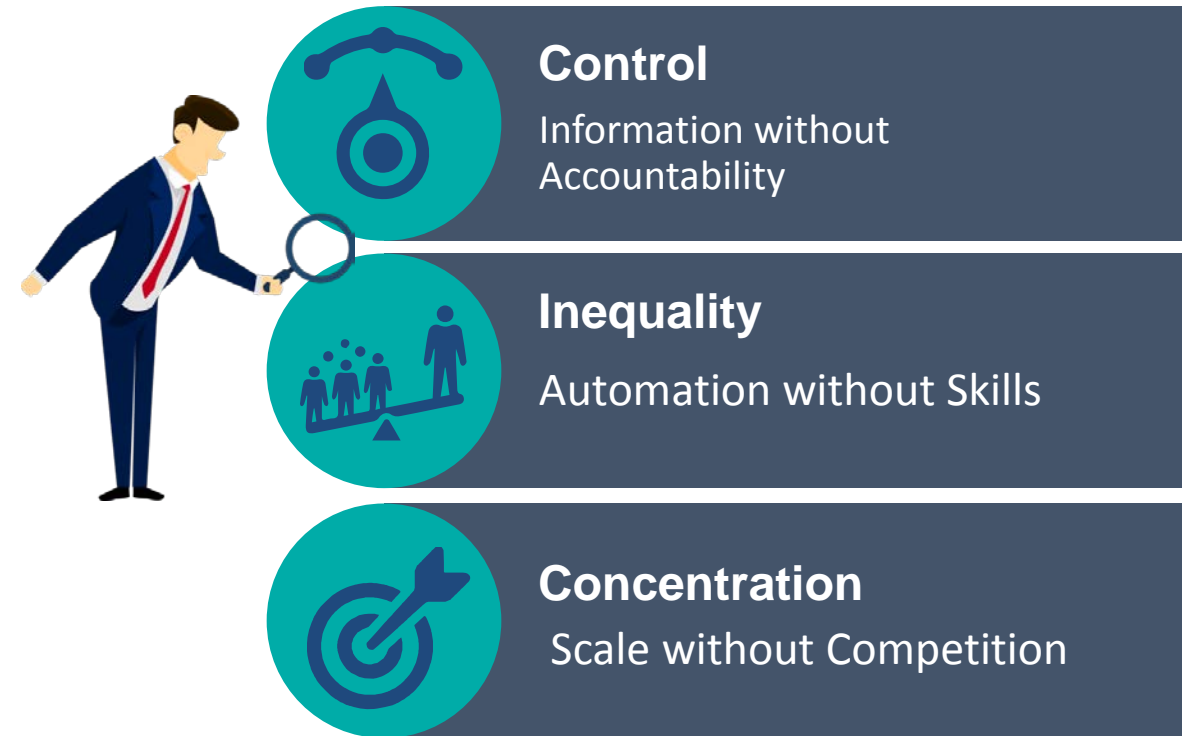 Control
Information without
Accountability
Inequality
Automation without Skills
Concentration
Scale without Competition